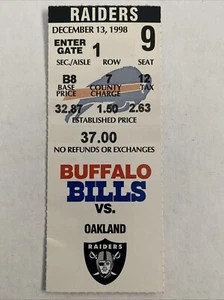 RAIDERS
DECEMBER 13, 1998
9
ENTER GATE 1
SEC./AISLE ROW SEAT
B8 7 12
BASE PRICE COUNTY CHARGE TAX
32.87 1.50 2.63
ESTABLISHED PRICE
37.00
NO REFUNDS OR EXCHANGES
BUFFALO
BILLS
VS.
OAKLAND
RAIDERS